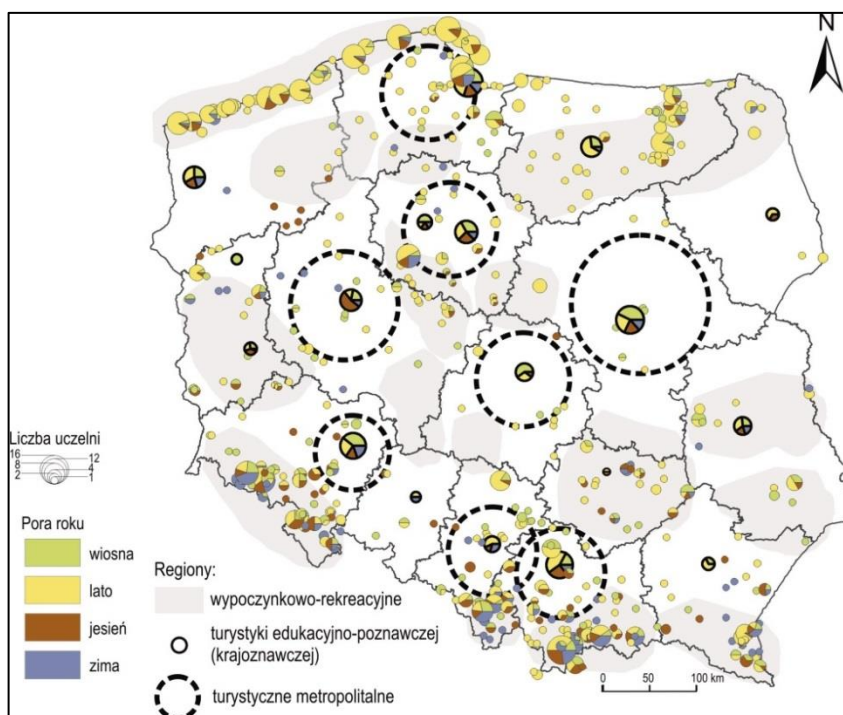 N
Liczba uczelni
16
12
8
4
2
1
Pora roku
wiosna
lato
jesień
zima
Regiony:
wypoczynkowo-rekreacyjne
turystyki edukacyjno-poznawczej
(krajoznawczej)
turystyczne metropolitalne
0 50 100 km